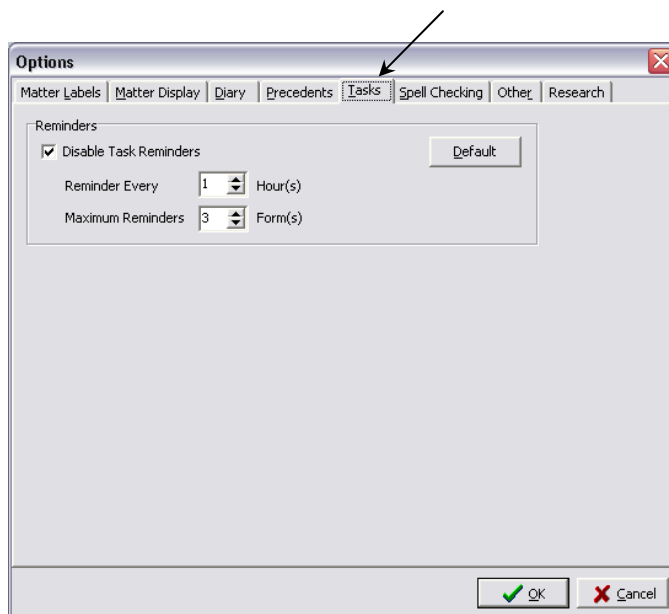 Options
Matter Labels Matter Display Diary Precedents Tasks Spell Checking Other Research
Reminders
Disable Task Reminders Default
Reminder Every 1 Hour(s)
Maximum Reminders 3 Form(s)
OK Cancel